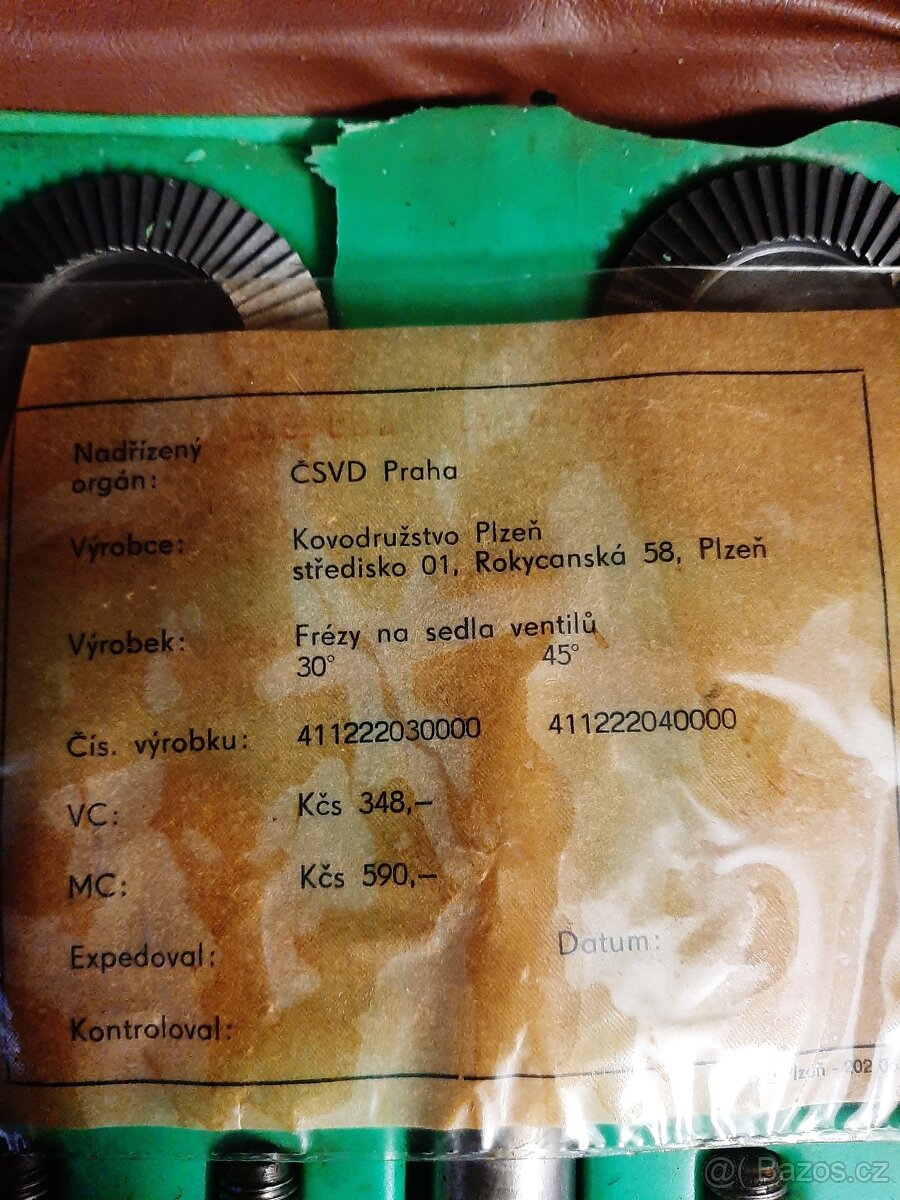 Nadřízený
orgán: ČSVD Praha
Výrobce: Kovodružstvo Plzeň
středisko 01, Rokycanská 58, Plzeň
Výrobek: Frézy na sedla ventilů
30° 45°
Čís. výrobku: 411222030000 411222040000
VC: Kčs 348,–
MC: Kčs 590,–
Expedoval: Datum:
Kontroloval:
Bazos.cz